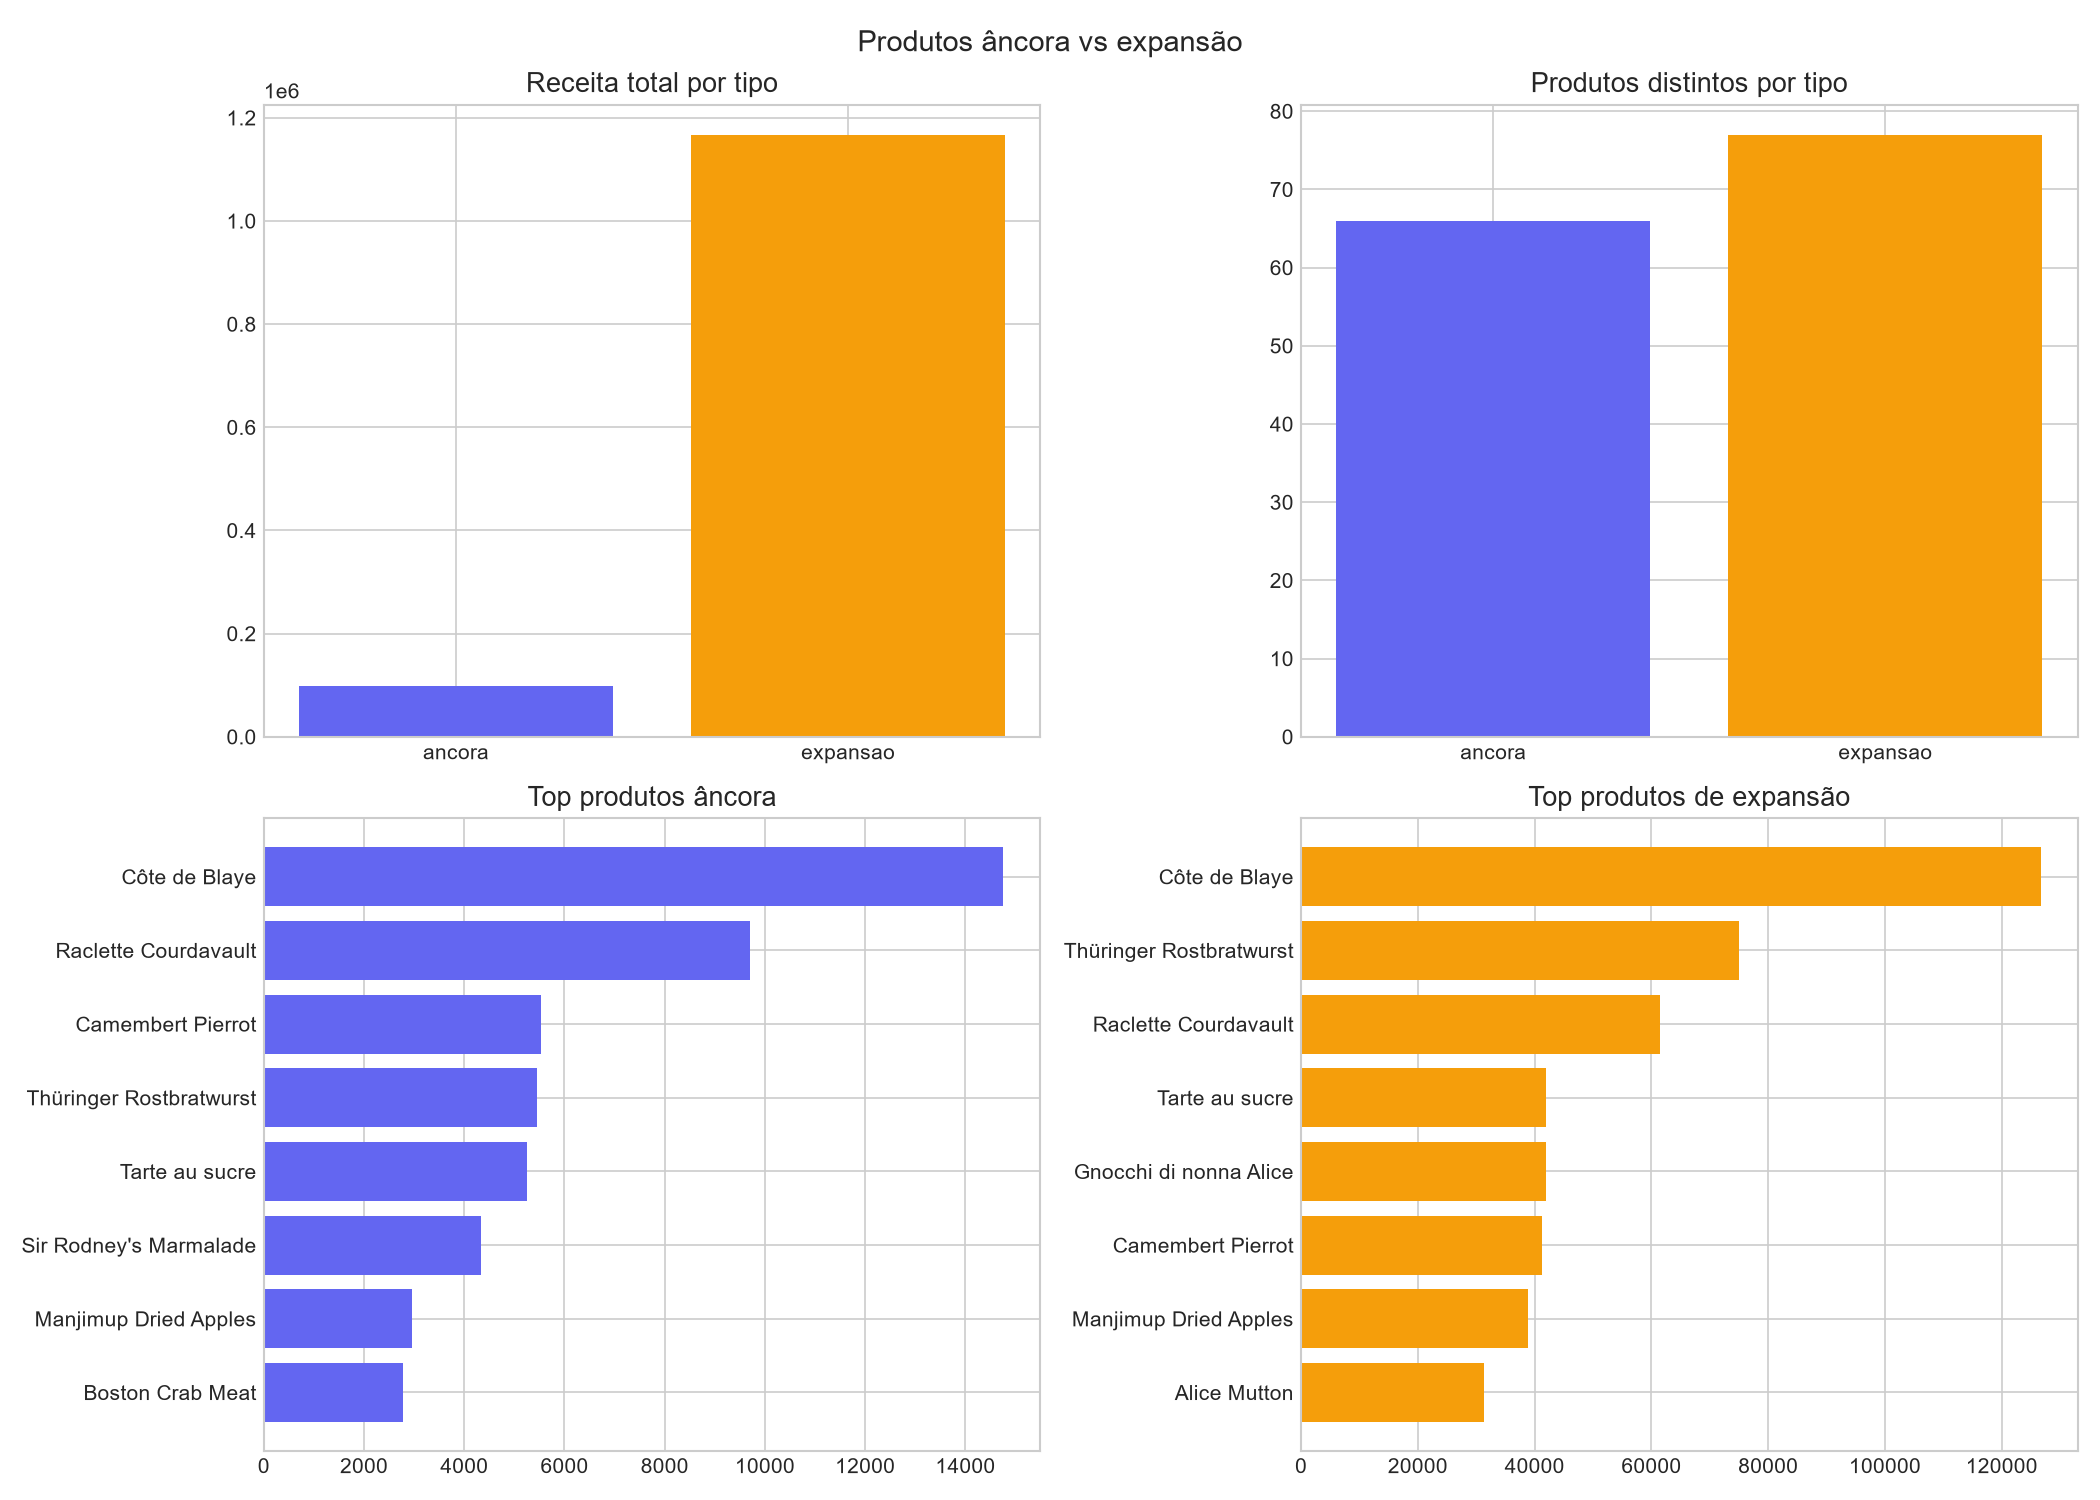 Produtos âncora vs expansão
Receita total por tipo
1e6
1.2
1.0
0.8
0.6
0.4
0.2
0.0
ancora
expansao
Produtos distintos por tipo
80
70
60
50
40
30
20
10
0
ancora
expansao
Top produtos âncora
Côte de Blaye
Raclette Courdavault
Camembert Pierrot
Thüringer Rostbratwurst
Tarte au sucre
Sir Rodney's Marmalade
Manjimup Dried Apples
Boston Crab Meat
0 2000 4000 6000 8000 10000 12000 14000
Top produtos de expansão
Côte de Blaye
Thüringer Rostbratwurst
Raclette Courdavault
Tarte au sucre
Gnocchi di nonna Alice
Camembert Pierrot
Manjimup Dried Apples
Alice Mutton
0 20000 40000 60000 80000 100000 120000